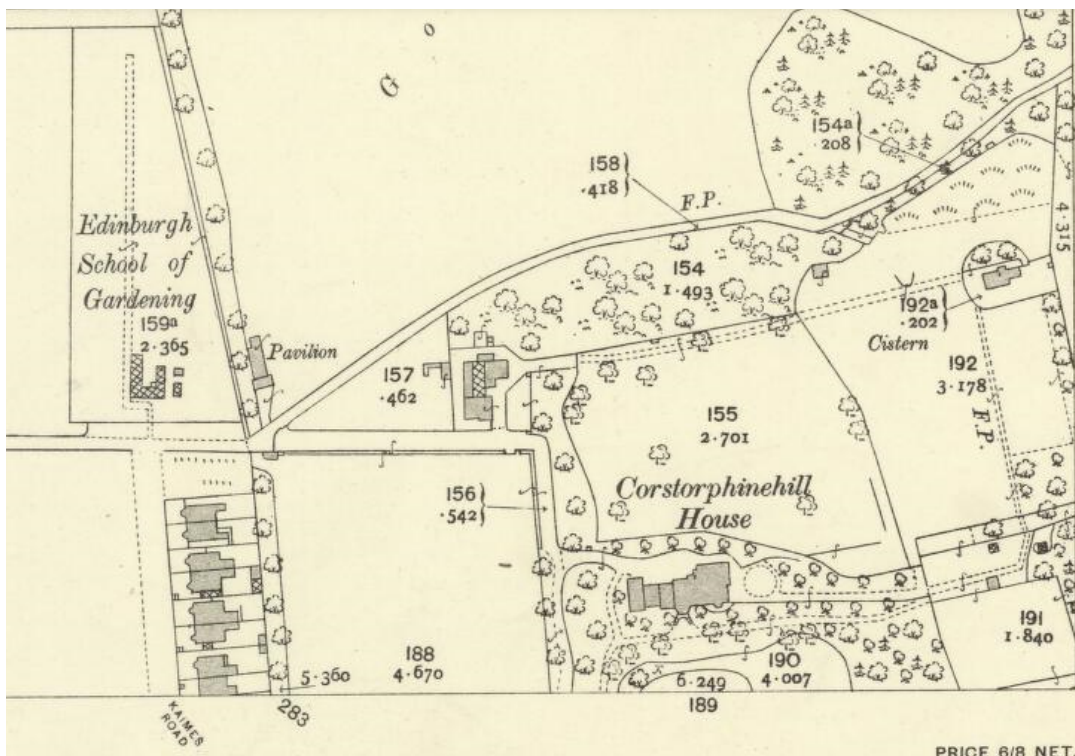 G o
154a
.208
158
.418
F.P.
4.315
Edinburgh
School of
Gardening
159a
2.365
154
1.493
192a
.202
Cistern
Pavilion
157
.462
192
3.178
155
2.701
F.P.
Corstorphinehill
House
156
.542
191
1.840
188
4.670
190
4.007
5.360
6.249
283
189
KAIMES
ROAD
PRICE 6/8 NET.